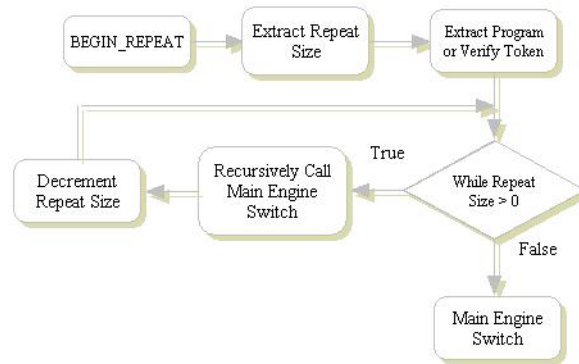 BEGIN_REPEAT
Extract Repeat
Size
Extract Program
or Verify Token
True
While Repeat
Size > 0
Recursively Call
Main Engine
Switch
Decrement
Repeat Size
False
Main Engine
Switch